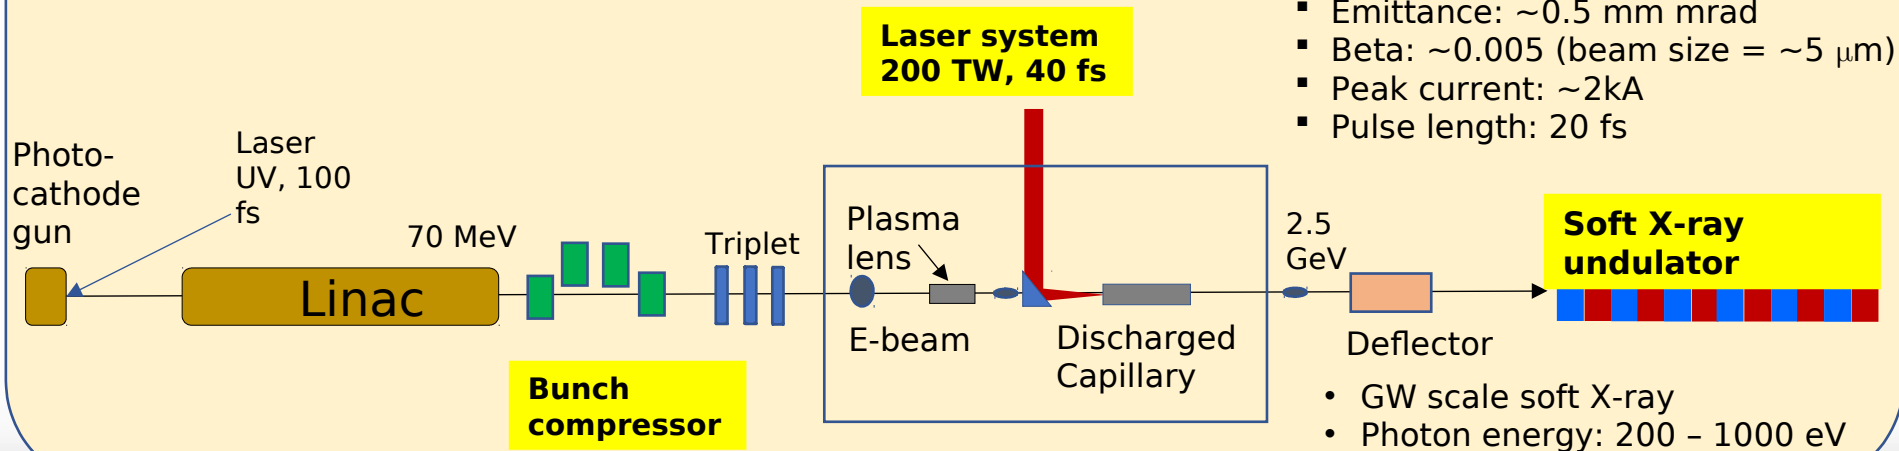 Laser system
200 TW, 40 fs
▪ Emittance: ~0.5 mm mrad
▪ Beta: ~0.005 (beam size = ~5 μm)
▪ Peak current: ~2kA
▪ Pulse length: 20 fs
Photo-
cathode
gun
Laser
UV, 100
fs
Linac
70 MeV
Bunch
compressor
Triplet
Plasma
lens
E-beam
Discharged
Capillary
2.5
GeV
Deflector
Soft X-ray
undulator
• GW scale soft X-ray
• Photon energy: 200 – 1000 eV